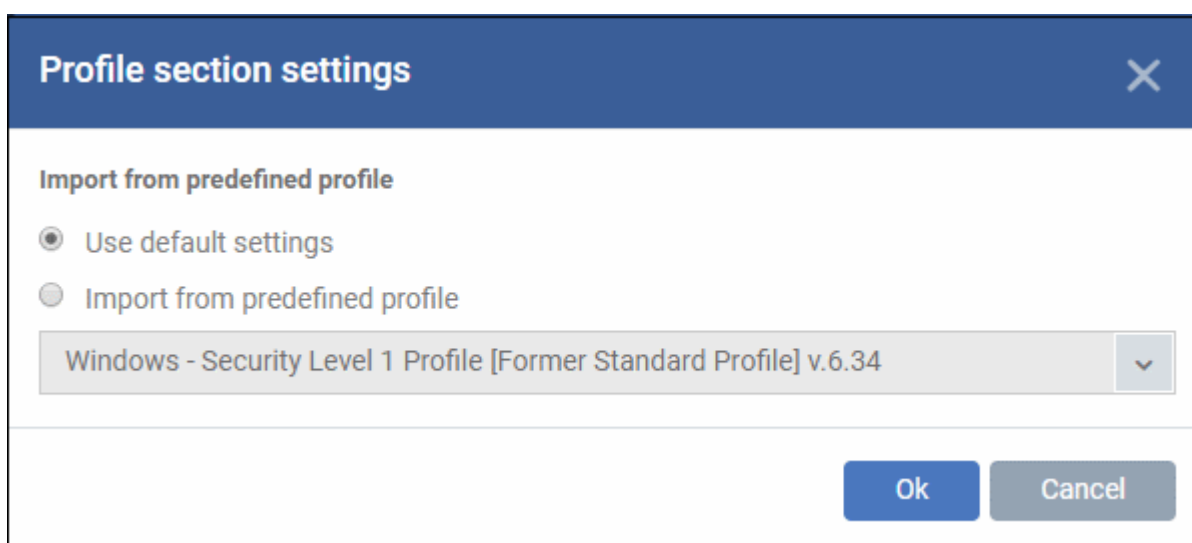 Profile section settings
Import from predefined profile
Use default settings
Import from predefined profile
Windows - Security Level 1 Profile [Former Standard Profile] v.6.34
Ok
Cancel